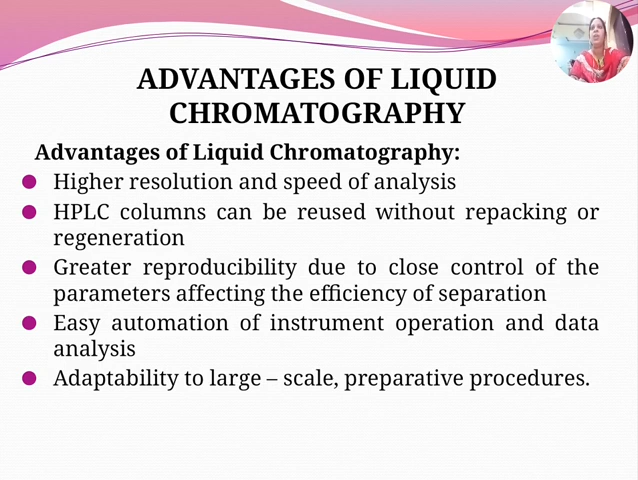 ADVANTAGES OF LIQUID
CHROMATOGRAPHY
Advantages of Liquid Chromatography:
Higher resolution and speed of analysis
HPLC columns can be reused without repacking or
regeneration
Greater reproducibility due to close control of the
parameters affecting the efficiency of separation
Easy automation of instrument operation and data
analysis
Adaptability to large – scale, preparative procedures.